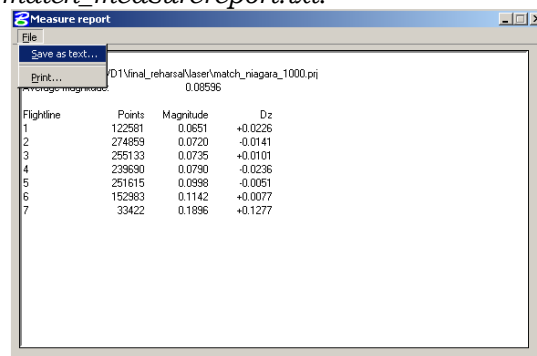 match_measurereport.txt.
Measure report
File
Save as text...
Print...
/D1\final_reharsal\laser\match_niagara_1000.prj
Average magnitude: 0.08596
Flightline Points Magnitude Dz
1 122581 0.0651 +0.0226
2 274859 0.0720 -0.0141
3 255133 0.0735 +0.0101
4 239690 0.0790 -0.0236
5 251615 0.0998 -0.0051
6 152983 0.1142 +0.0077
7 33422 0.1896 +0.1277